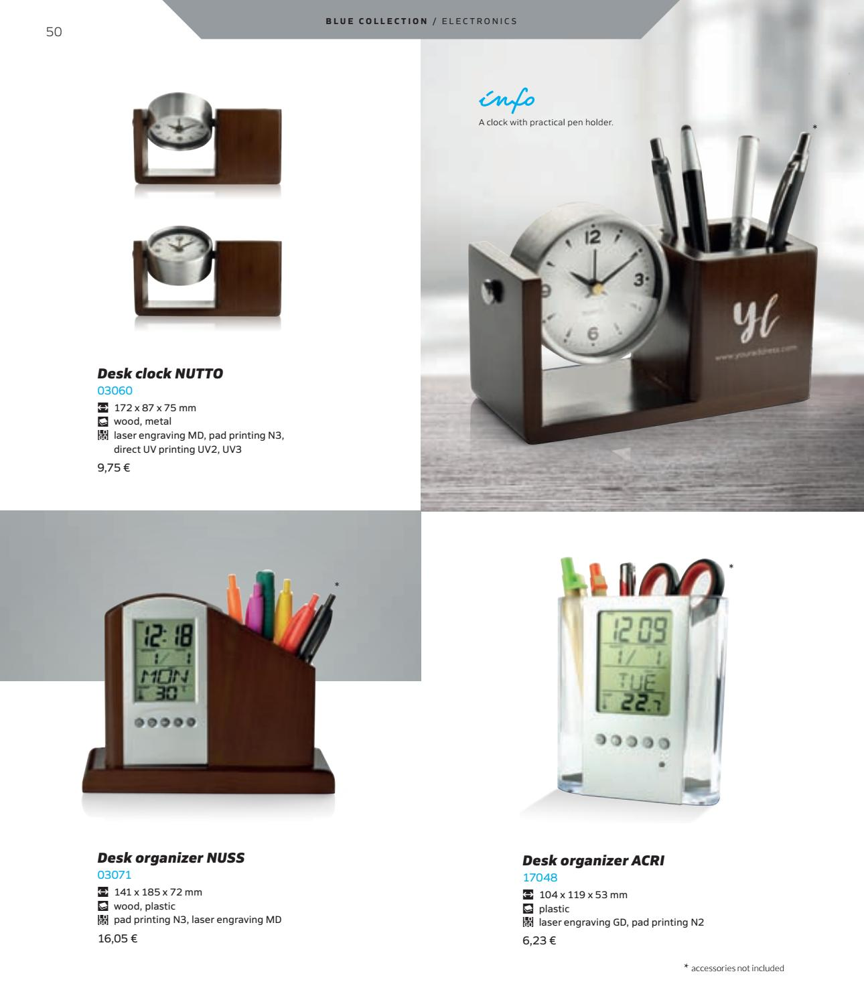 50
BLUE COLLECTION / ELECTRONICS
info
A clock with practical pen holder.
*
12
3
6
9
yl
www.youraddress.com
Desk clock NUTTO
03060
172 x 87 x 75 mm
wood, metal
LOGO laser engraving MD, pad printing N3,
direct UV printing UV2, UV3
9,75 €
*
12:18
1/ 1
MON
30
*
12 09
1/ 1
TUE
22.7
Desk organizer NUSS
03071
141 x 185 x 72 mm
wood, plastic
LOGO pad printing N3, laser engraving MD
16,05 €
Desk organizer ACRI
17048
104 x 119 x 53 mm
plastic
LOGO laser engraving GD, pad printing N2
6,23 €
* accessories not included